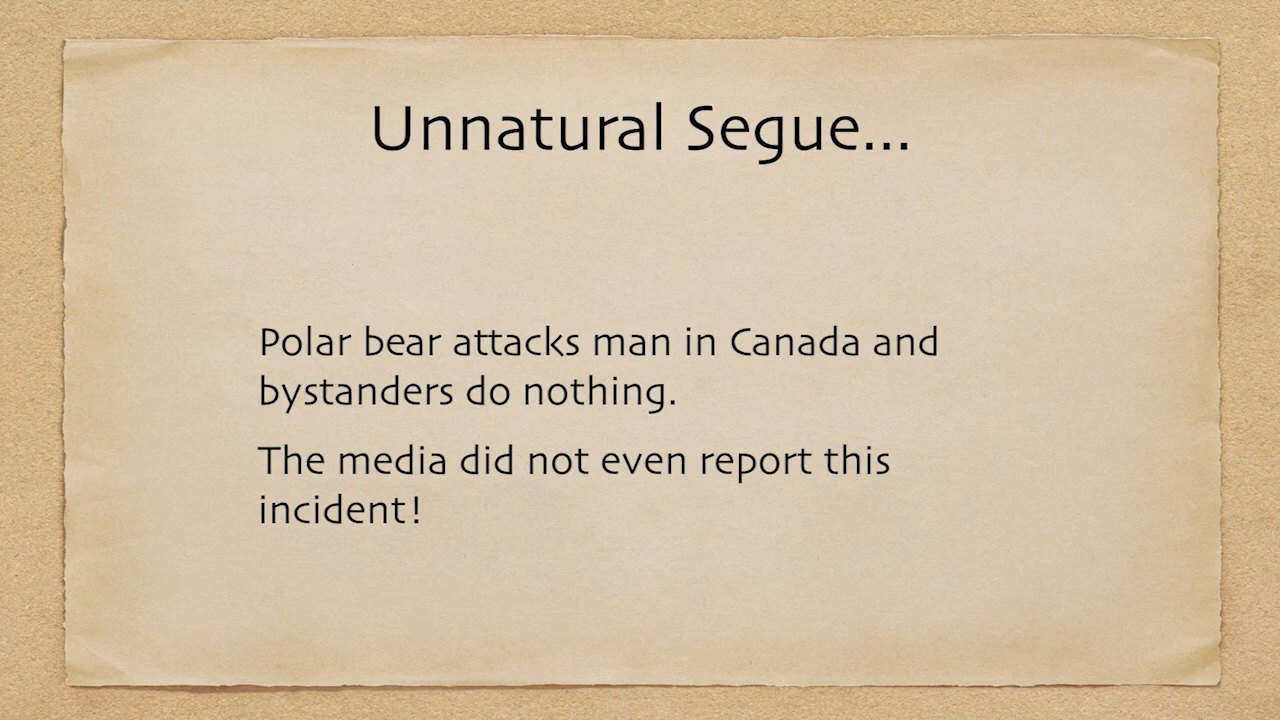 Unnatural Segue...
Polar bear attacks man in Canada and
bystanders do nothing.
The media did not even report this
incident!